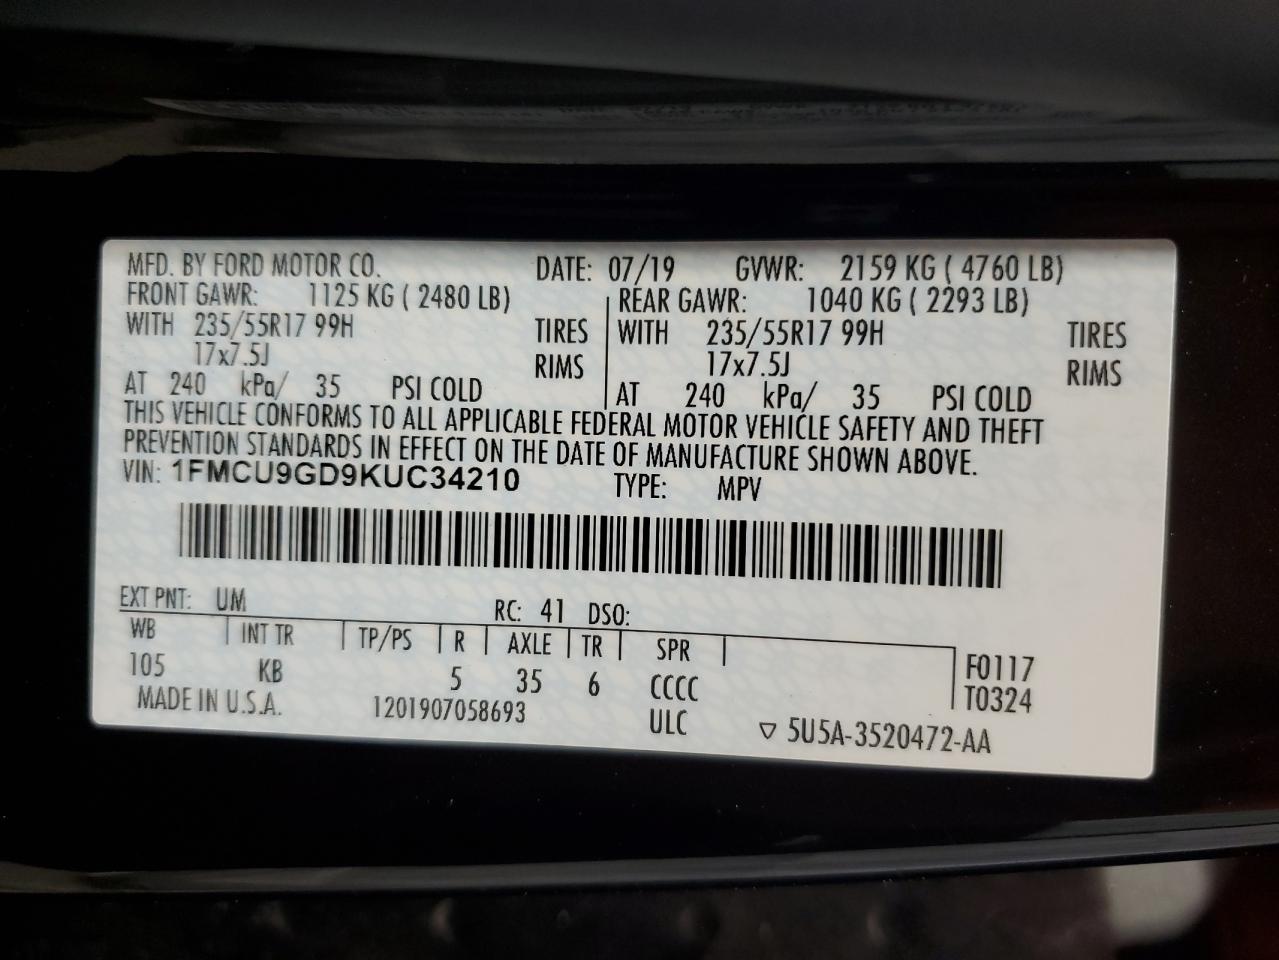 MFD. BY FORD MOTOR CO. DATE: 07/19 GVWR: 2159 KG ( 4760 LB)
FRONT GAWR: 1125 KG ( 2480 LB) REAR GAWR: 1040 KG ( 2293 LB)
WITH 235/55R17 99H TIRES WITH 235/55R17 99H TIRES
17x7.5J RIMS 17x7.5J RIMS
AT 240 kPa/ 35 PSI COLD AT 240 kPa/ 35 PSI COLD
THIS VEHICLE CONFORMS TO ALL APPLICABLE FEDERAL MOTOR VEHICLE SAFETY AND THEFT
PREVENTION STANDARDS IN EFFECT ON THE DATE OF MANUFACTURE SHOWN ABOVE.
VIN: 1FMCU9GD9KUC34210 TYPE: MPV
EXT PNT: UM RC: 41 DSO:
WB INT TR TP/PS R AXLE TR SPR F0117
105 KB 5 35 6 CCCC T0324
MADE IN U.S.A. 1201907058693 ULC ▽ 5U5A-3520472-AA